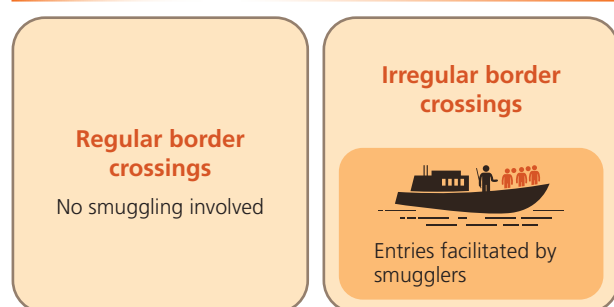 Regular border
crossings
No smuggling involved
Irregular border
crossings
Entries facilitated by
smugglers